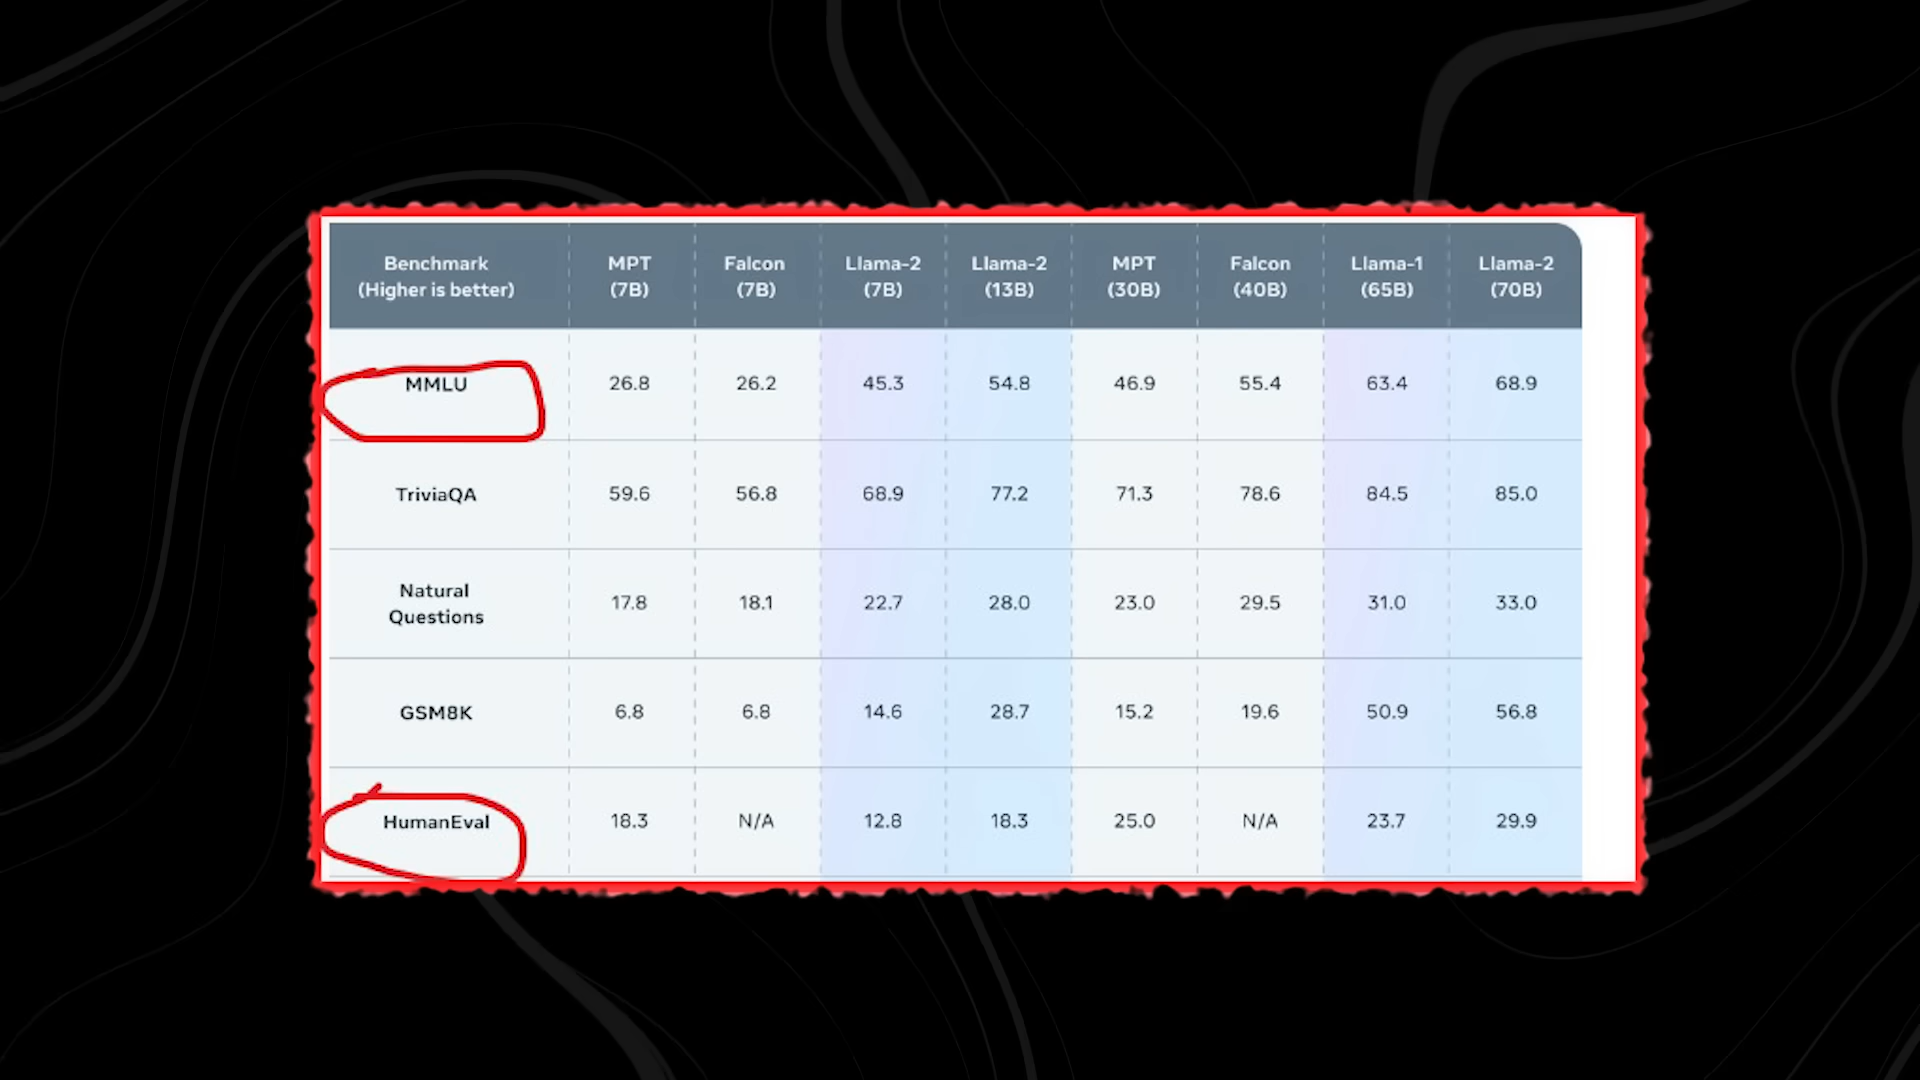 Benchmark (Higher is better) MPT (7B) Falcon (7B) Llama-2 (7B) Llama-2 (13B) MPT (30B) Falcon (40B) Llama-1 (65B) Llama-2 (70B)
MMLU 26.8 26.2 45.3 54.8 46.9 55.4 63.4 68.9
TriviaQA 59.6 56.8 68.9 77.2 71.3 78.6 84.5 85.0
Natural Questions 17.8 18.1 22.7 28.0 23.0 29.5 31.0 33.0
GSM8K 6.8 6.8 14.6 28.7 15.2 19.6 50.9 56.8
HumanEval 18.3 N/A 12.8 18.3 25.0 N/A 23.7 29.9